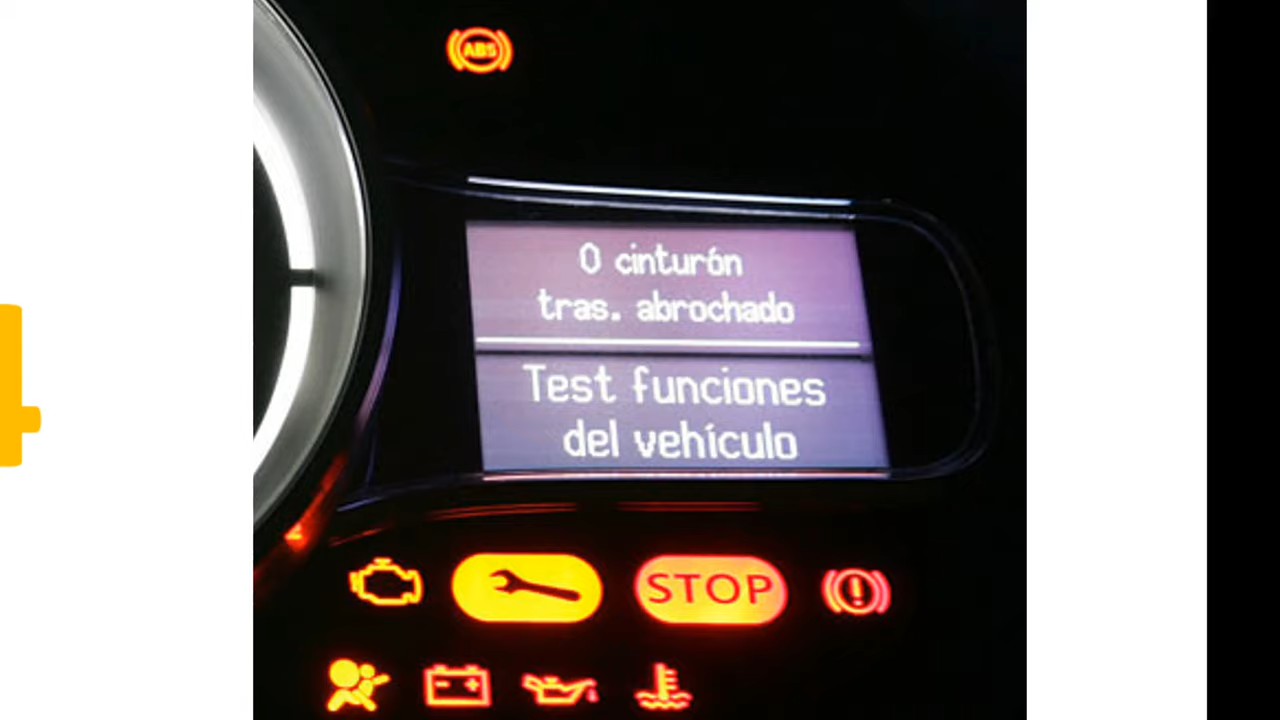 ABS
0 cinturón
tras. abrochado
Test funciones
del vehículo
STOP